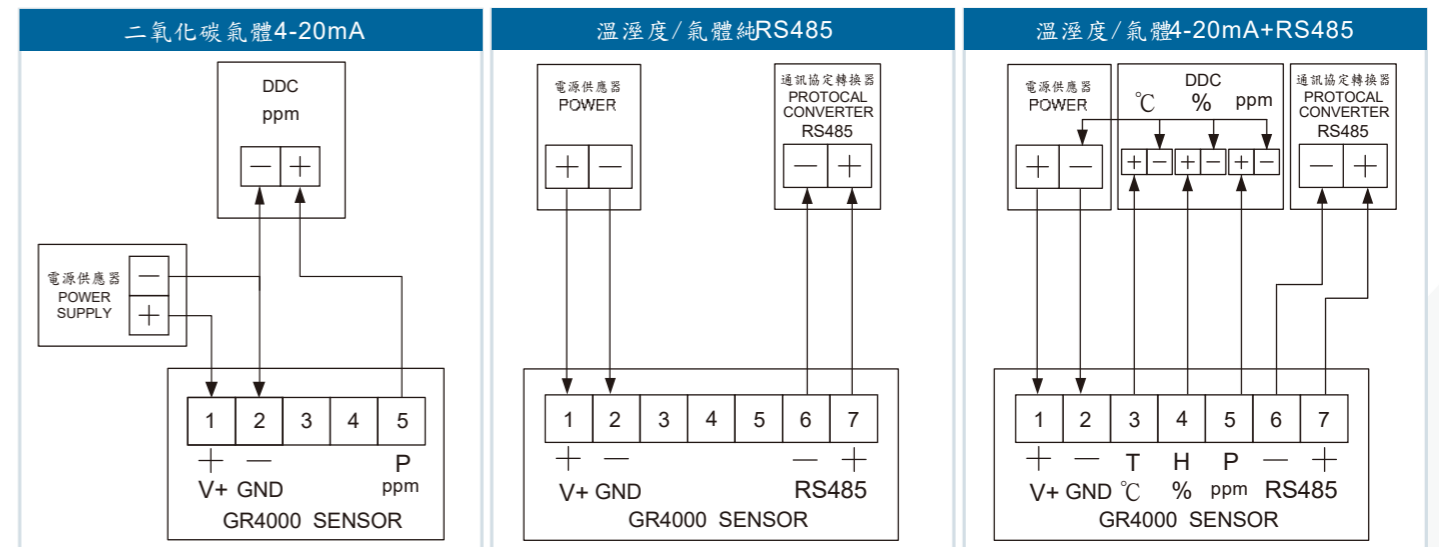 二氧化碳氣體4-20mA
DDC
ppm
— +
電源供應器
POWER
SUPPLY
—
+
1 2 3 4 5
+ — P
V+ GND ppm
GR4000 SENSOR
溫溼度/氣體純RS485
電源供應器
POWER
+ —
通訊協定轉換器
PROTOCAL
CONVERTER
RS485
— +
1 2 3 4 5 6 7
+ — — +
V+ GND RS485
GR4000 SENSOR
溫溼度/氣體4-20mA+RS485
電源供應器
POWER
+ —
DDC
℃ % ppm
+ — + — + —
通訊協定轉換器
PROTOCAL
CONVERTER
RS485
— +
1 2 3 4 5 6 7
+ — T H P — +
V+ GND ℃ % ppm RS485
GR4000 SENSOR